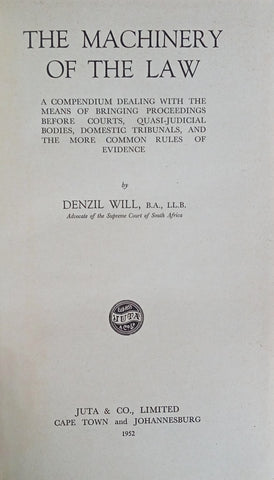 THE MACHINERY
OF THE LAW
A COMPENDIUM DEALING WITH THE
MEANS OF BRINGING PROCEEDINGS
BEFORE COURTS, QUASI-JUDICIAL
BODIES, DOMESTIC TRIBUNALS, AND
THE MORE COMMON RULES OF
EVIDENCE
by
DENZIL WILL, B.A., LL.B.
Advocate of the Supreme Court of South Africa
JUTA
JUTA & CO., LIMITED
CAPE TOWN and JOHANNESBURG
1952